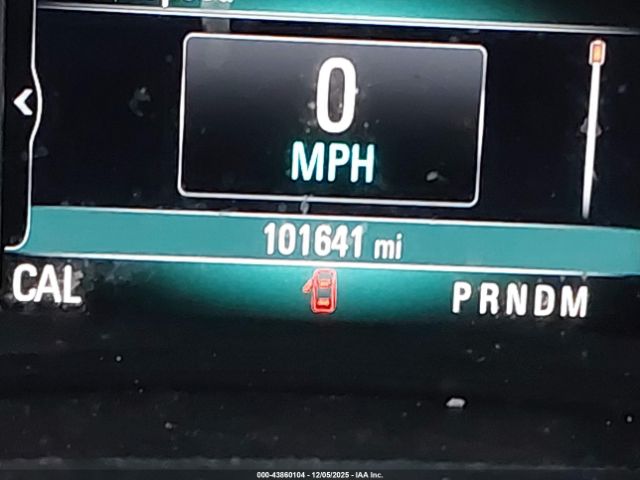 0
MPH
101641 mi
CAL
PRNDM
000-43860104 - 12/05/2025 - IAA Inc.